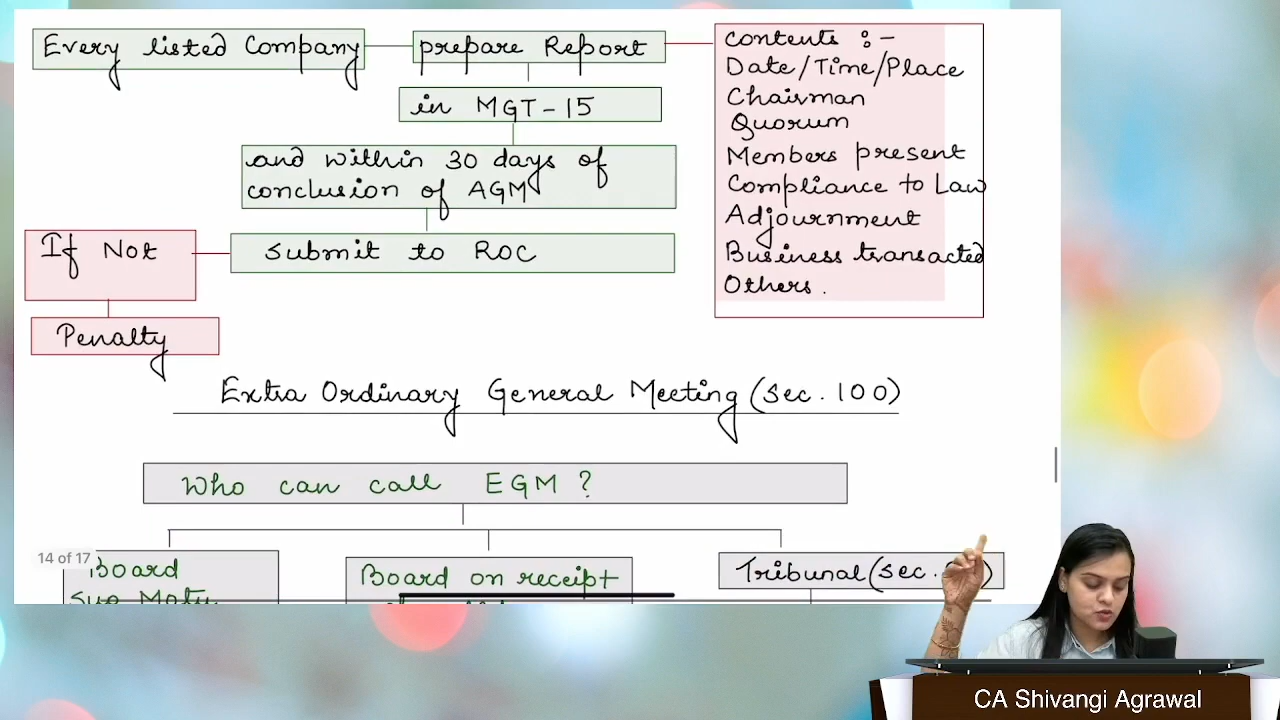 Every listed Company
prepare Report
in MGT-15
and within 30 days of
conclusion of AGM
submit to ROC
If Not
Penalty
contents :-
Date/Time/Place
Chairman
Quorum
Members present
Compliance to Law
Adjournment
Business transacted
Others.
Extra Ordinary General Meeting (Sec. 100)
Who can call EGM ?
14 of 17
Board
Suo Motu
Board on receipt
Tribunal (sec.
CA Shivangi Agrawal